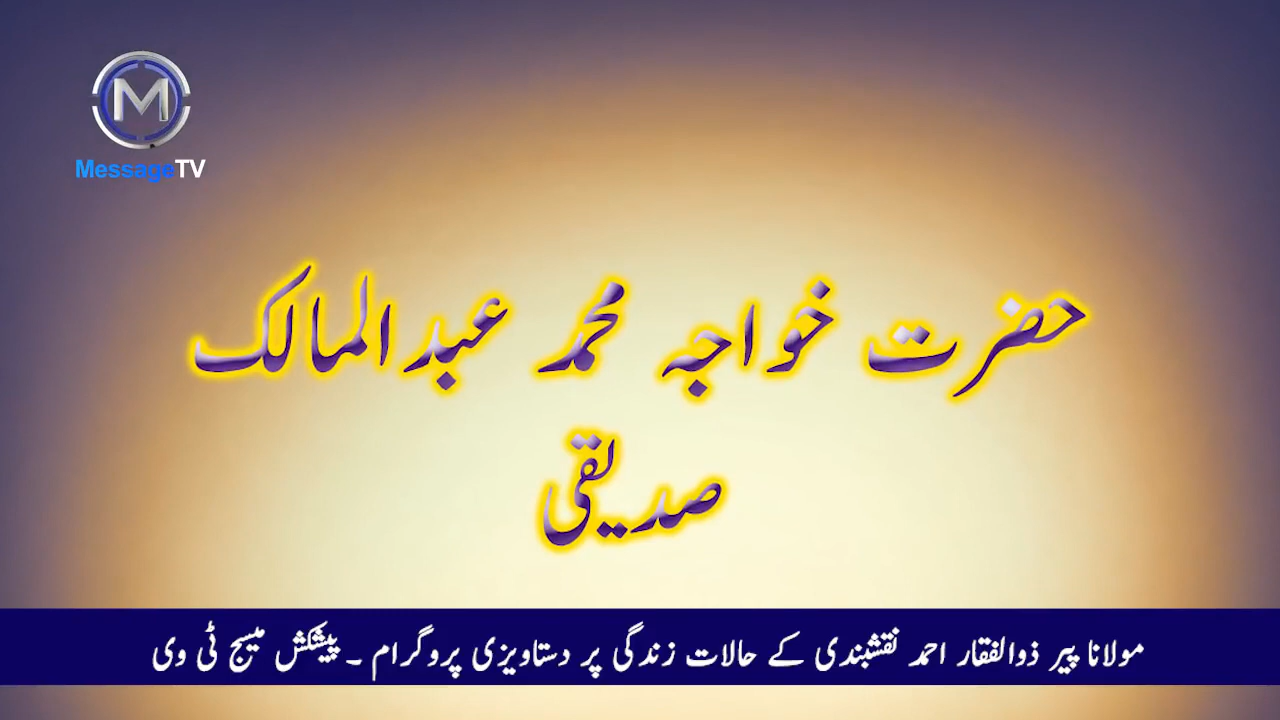 MessageTV
حضرت خواجہ محمد عبدالمالک
صدیقی
مولانا پیر ذوالفقار احمد نقشبندی کے حالات زندگی پر دستاویزی پروگرام ۔ پیشکش میسج ٹی وی